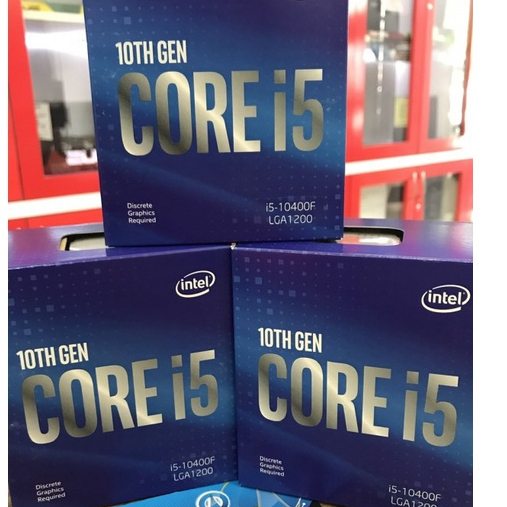 10TH GEN
CORE i5
Discrete
Graphics
Required
i5-10400F
LGA1200
intel
10TH GEN
CORE i5
i5-10400F
LGA1200
Discrete
Graphics
Required
intel
10TH GEN
CORE i5
Discrete
Graphics
Required
i5-10400F
LGA1200